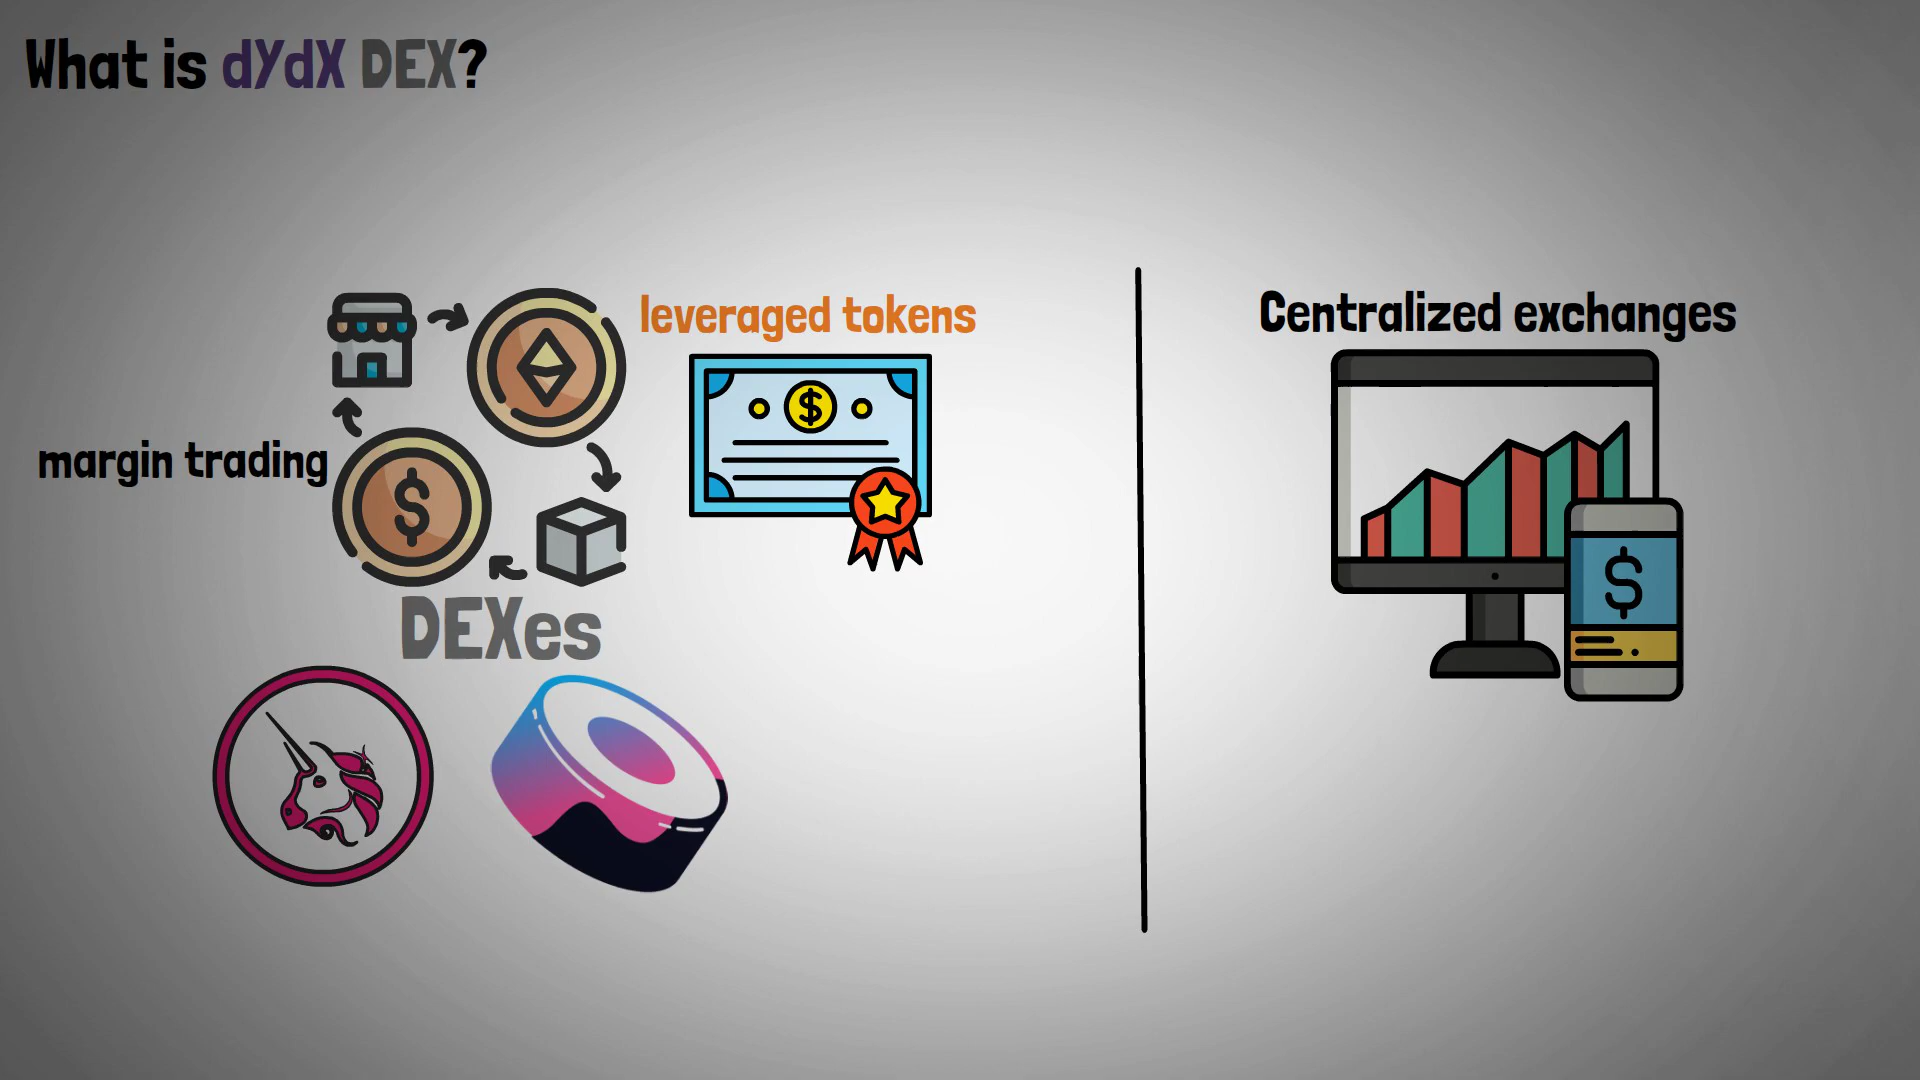 What is dYdX DEX?
leveraged tokens
Centralized exchanges
margin trading
DEXes